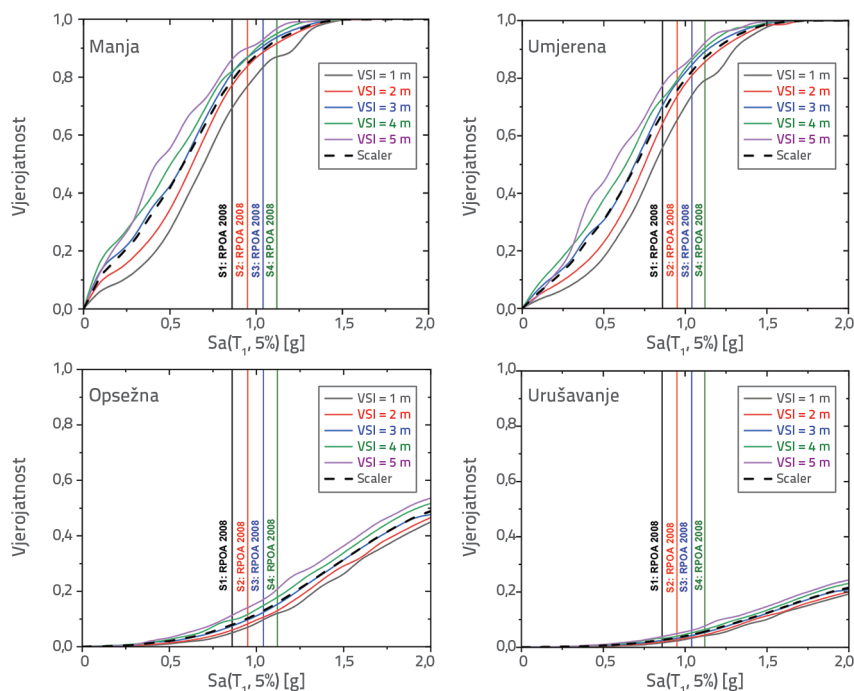 Manja
Vjerojatnost
1,0
0,8
0,6
0,4
0,2
0,0
VSI = 1 m
VSI = 2 m
VSI = 3 m
VSI = 4 m
VSI = 5 m
Scaler
S1: RPOA 2008
S2: RPOA 2008
S3: RPOA 2008
S4: RPOA 2008
0 0,5 1,0 1,5 2,0
Sa(T1, 5%) [g]
Umjerena
Vjerojatnost
1,0
0,8
0,6
0,4
0,2
0,0
VSI = 1 m
VSI = 2 m
VSI = 3 m
VSI = 4 m
VSI = 5 m
Scaler
S1: RPOA 2008
S2: RPOA 2008
S3: RPOA 2008
S4: RPOA 2008
0 0,5 1,0 1,5 2,0
Sa(T1, 5%) [g]
Opsežna
Vjerojatnost
1,0
0,8
0,6
0,4
0,2
0,0
VSI = 1 m
VSI = 2 m
VSI = 3 m
VSI = 4 m
VSI = 5 m
Scaler
S1: RPOA 2008
S2: RPOA 2008
S3: RPOA 2008
S4: RPOA 2008
0 0,5 1,0 1,5 2,0
Sa(T1, 5%) [g]
Urušavanje
Vjerojatnost
1,0
0,8
0,6
0,4
0,2
0,0
VSI = 1 m
VSI = 2 m
VSI = 3 m
VSI = 4 m
VSI = 5 m
Scaler
S1: RPOA 2008
S2: RPOA 2008
S3: RPOA 2008
S4: RPOA 2008
0 0,5 1,0 1,5 2,0
Sa(T1, 5%) [g]